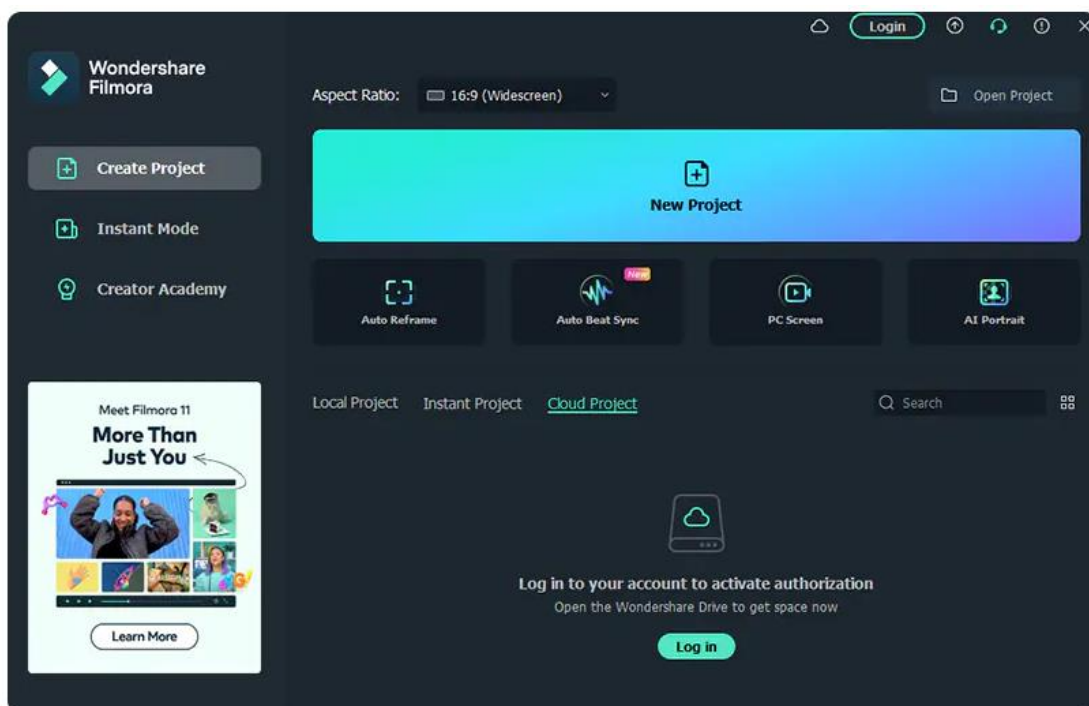 Login
Wondershare
Filmora
Aspect Ratio:
16:9 (Widescreen)
Open Project
Create Project
New Project
Instant Mode
Creator Academy
New
Auto Reframe
Auto Beat Sync
PC Screen
AI Portrait
Local Project
Instant Project
Cloud Project
Search
Meet Filmora 11
More Than
Just You
Learn More
Log in to your account to activate authorization
Open the Wondershare Drive to get space now
Log in